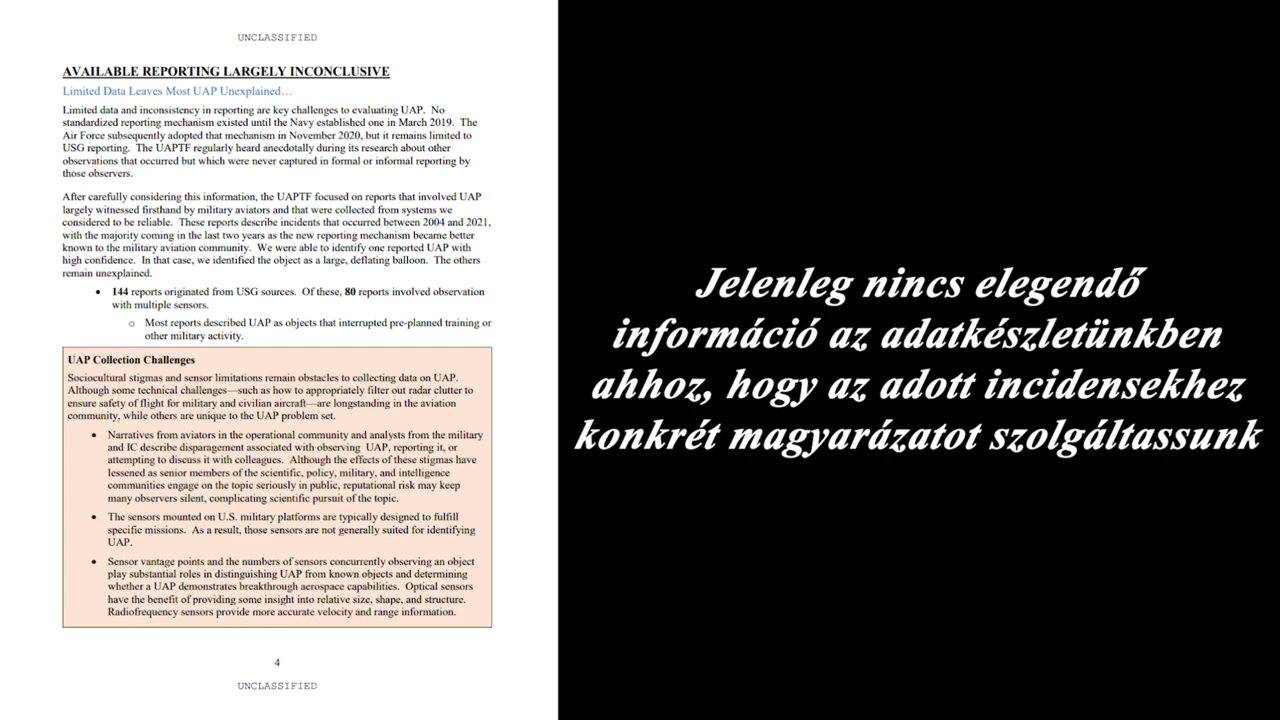 UNCLASSIFIED
AVAILABLE REPORTING LARGELY INCONCLUSIVE
Limited Data Leaves Most UAP Unexplained…
Limited data and inconsistency in reporting are key challenges to evaluating UAP. No
standardized reporting mechanism existed until the Navy established one in March 2019. The
Air Force subsequently adopted that mechanism in November 2020, but it remains limited to
USG reporting. The UAPTF regularly heard anecdotally during its research about other
observations that occurred but which were never captured in formal or informal reporting by
those observers.
After carefully considering this information, the UAPTF focused on reports that involved UAP
largely witnessed firsthand by military aviators and that were collected from systems we
considered to be reliable. These reports describe incidents that occurred between 2004 and 2021,
with the majority coming in the last two years as the new reporting mechanism became better
known to the military aviation community. We were able to identify one reported UAP with
high confidence. In that case, we identified the object as a large, deflating balloon. The others
remain unexplained.
• 144 reports originated from USG sources. Of these, 80 reports involved observation
with multiple sensors.
o Most reports described UAP as objects that interrupted pre-planned training or
other military activity.
UAP Collection Challenges
Sociocultural stigmas and sensor limitations remain obstacles to collecting data on UAP.
Although some technical challenges—such as how to appropriately filter out radar clutter to
ensure safety of flight for military and civilian aircraft—are longstanding in the aviation
community, while others are unique to the UAP problem set.
• Narratives from aviators in the operational community and analysts from the military
and IC describe disparagement associated with observing UAP, reporting it, or
attempting to discuss it with colleagues. Although the effects of these stigmas have
lessened as senior members of the scientific, policy, military, and intelligence
communities engage on the topic seriously in public, reputational risk may keep
many observers silent, complicating scientific pursuit of the topic.
• The sensors mounted on U.S. military platforms are typically designed to fulfill
specific missions. As a result, those sensors are not generally suited for identifying
UAP.
• Sensor vantage points and the numbers of sensors concurrently observing an object
play substantial roles in distinguishing UAP from known objects and determining
whether a UAP demonstrates breakthrough aerospace capabilities. Optical sensors
have the benefit of providing some insight into relative size, shape, and structure.
Radiofrequency sensors provide more accurate velocity and range information.
4
UNCLASSIFIED
Jelenleg nincs elegendő
információ az adatkészletünkben
ahhoz, hogy az adott incidensekhez
konkrét magyarázatot szolgáltassunk